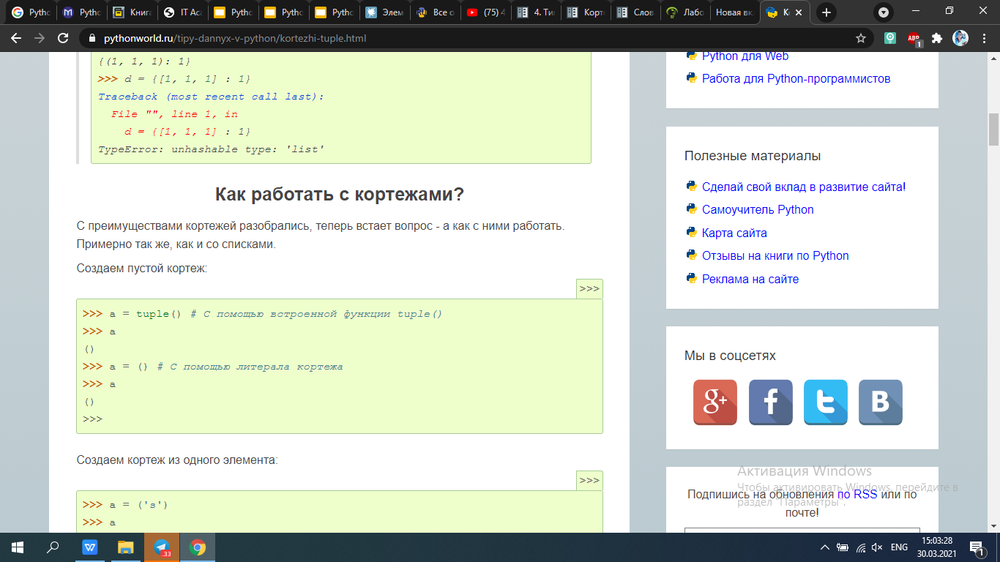 Pytho
Pytho
Книга
IT Aca
Pytho
Pytho
Pytho
Элем
Все о
(75) 4
4. Ти
Корт
Слов
Лабо
Новая вк
К
pythonworld.ru/tipy-dannyx-v-python/kortezhi-tuple.html
ABP
1
{(1, 1, 1): 1}
>>> d = {[1, 1, 1] : 1}
Traceback (most recent call last):
File "", line 1, in
d = {[1, 1, 1] : 1}
TypeError: unhashable type: 'list'
Как работать с кортежами?
С преимуществами кортежей разобрались, теперь встает вопрос - а как с ними работать.
Примерно так же, как и со списками.
Создаем пустой кортеж:
>>>
>>> a = tuple() # С помощью встроенной функции tuple()
>>> a
()
>>> a = () # С помощью литерала кортежа
>>> a
()
>>>
Создаем кортеж из одного элемента:
>>>
>>> a = ('s')
>>> a
Python для Web
Работа для Python-программистов
Полезные материалы
Сделай свой вклад в развитие сайта!
Самоучитель Python
Карта сайта
Отзывы на книги по Python
Реклама на сайте
Мы в соцсетях
g+
f
t
B
Подпишись на обновления по RSS или по
почте!
Активация Windows
Чтобы активировать Windows, перейдите в
раздел "Параметры".
W
33
ENG
15:03:28
30.03.2021
1